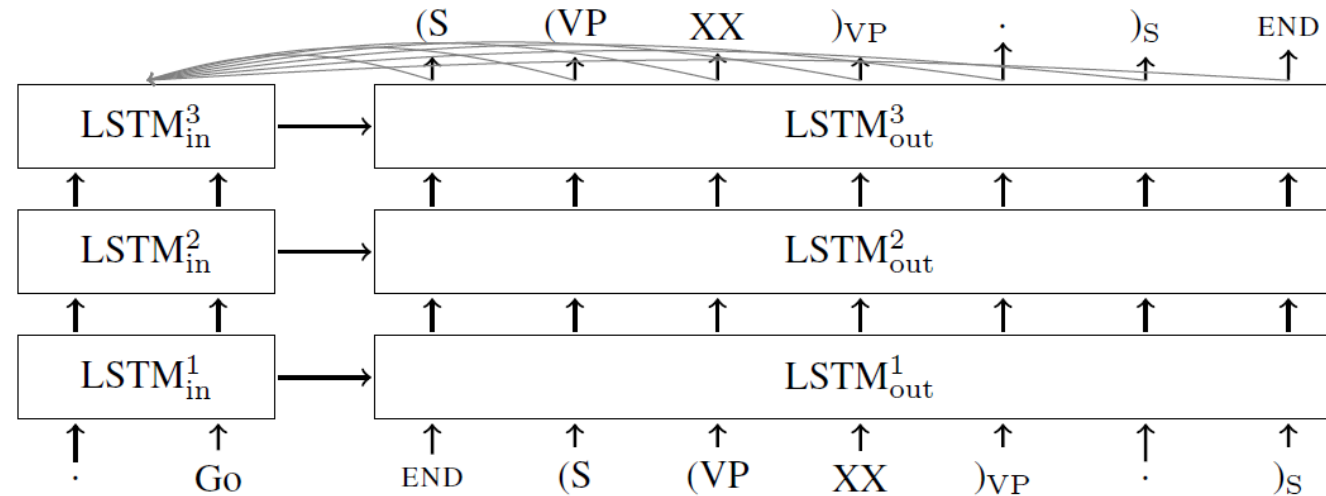 (S (VP XX )VP . )S END
LSTM³in LSTM³out
LSTM²in LSTM²out
LSTM¹in LSTM¹out
. Go END (S (VP XX )VP . )S